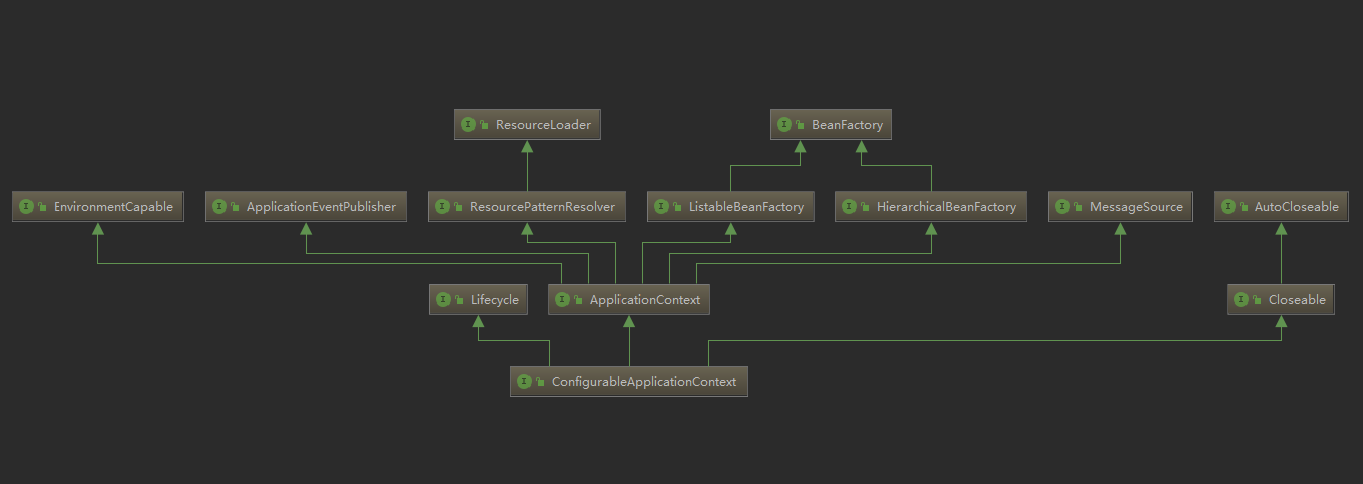 ResourceLoader
BeanFactory
EnvironmentCapable
ApplicationEventPublisher
ResourcePatternResolver
ListableBeanFactory
HierarchicalBeanFactory
MessageSource
AutoCloseable
Lifecycle
ApplicationContext
Closeable
ConfigurableApplicationContext